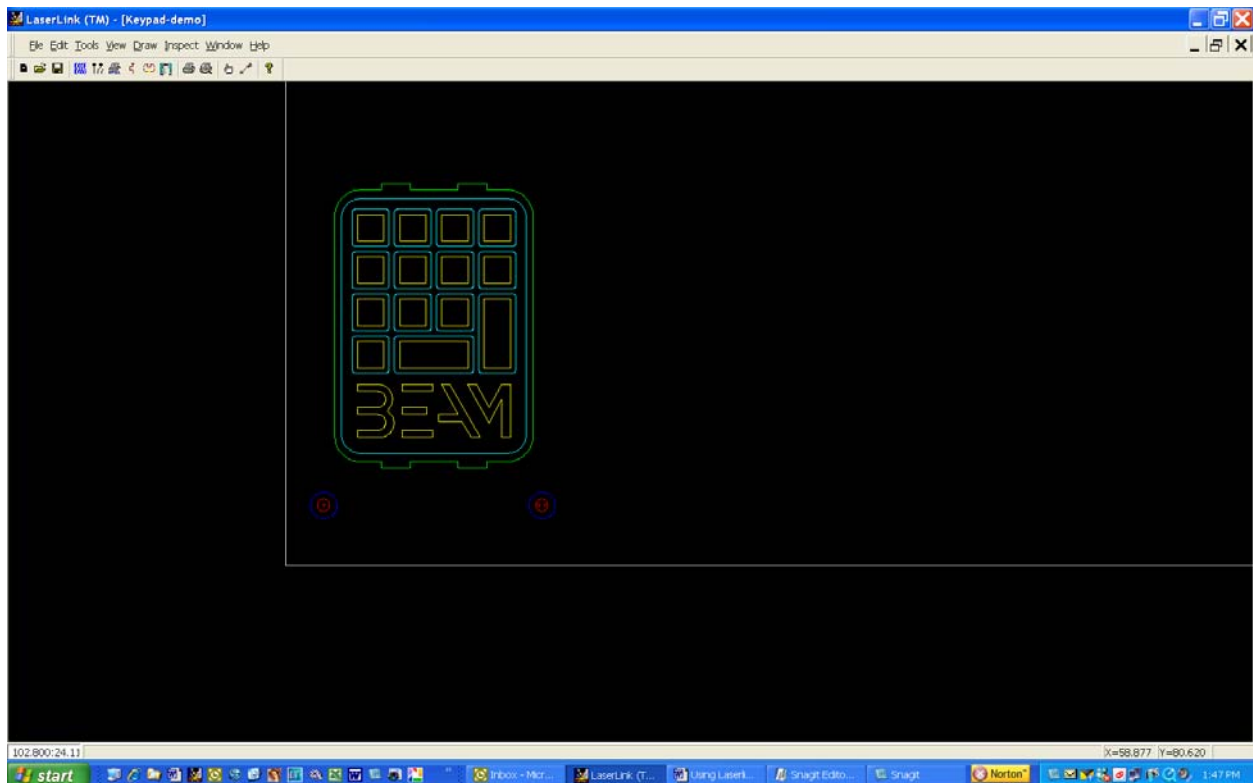 LaserLink (TM) - [Keypad-demo]
File Edit Tools View Draw Inspect Window Help
BEAM
102.800:24.11 X=58.877 Y=80.620
start Inbox - Micr... LaserLink (T... Using Laserl... SnagIt Edito... SnagIt Norton 1:47 PM